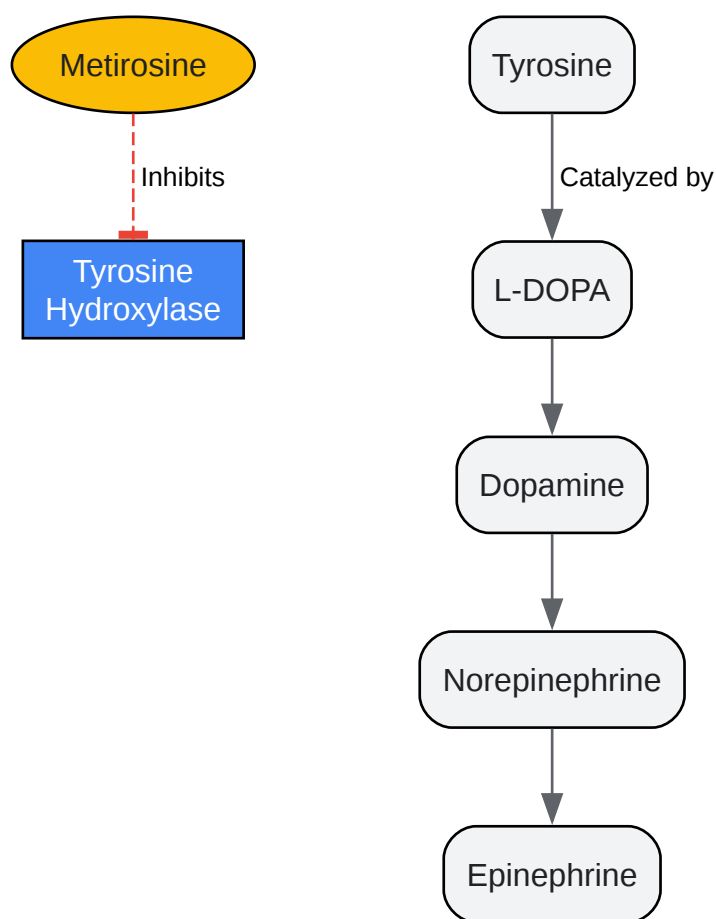 Metirosine
Tyrosine
Inhibits
Catalyzed by
Tyrosine
Hydroxylase
L-DOPA
Dopamine
Norepinephrine
Epinephrine